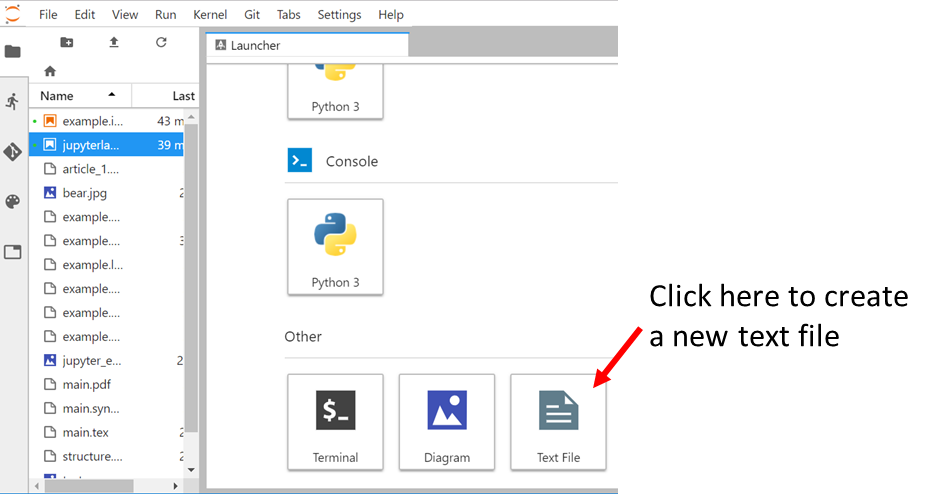 File Edit View Run Kernel Git Tabs Settings Help
Launcher
Name Last
example.i... 43 m
jupyterla... 39 m
article_1....
bear.jpg 2
example....
example.... 3
example.l...
example....
example....
example....
jupyter_e... 2
main.pdf
main.syn...
main.tex 2
structure.... 2
Python 3
>_ Console
Python 3
Other
$_
Terminal
Diagram
Text File
Click here to create
a new text file